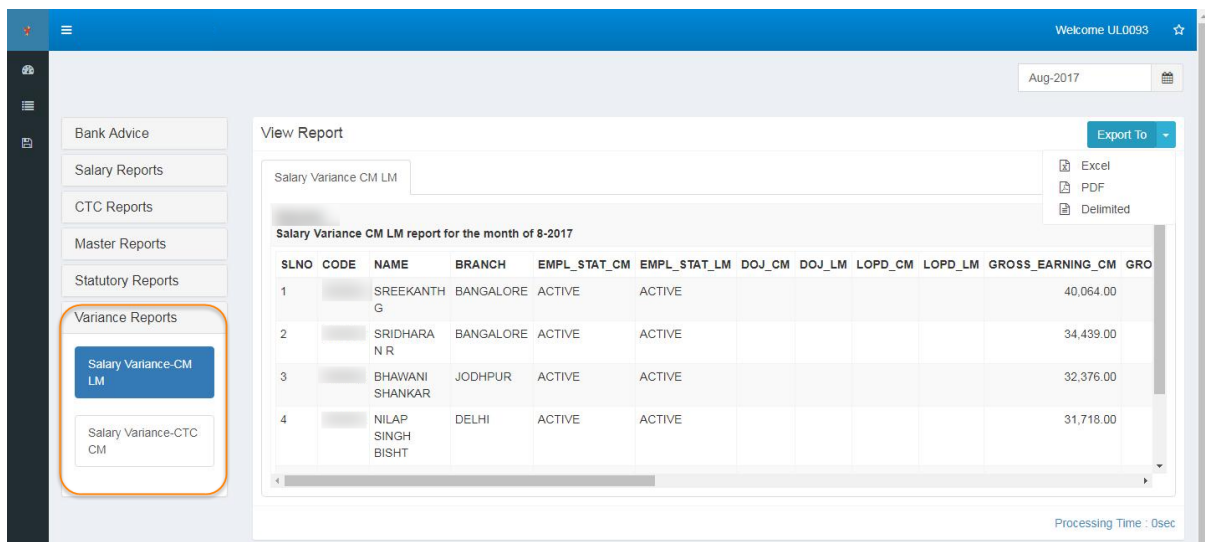 Welcome UL0093
Aug-2017
Bank Advice
Salary Reports
CTC Reports
Master Reports
Statutory Reports
Variance Reports
Salary Variance-CM
LM
Salary Variance-CTC
CM
View Report
Export To
Excel
PDF
Delimited
Salary Variance CM LM
Salary Variance CM LM report for the month of 8-2017
SLNO CODE NAME BRANCH EMPL_STAT_CM EMPL_STAT_LM DOJ_CM DOJ_LM LOPD_CM LOPD_LM GROSS_EARNING_CM GRO
1 SREEKANTH BANGALORE ACTIVE ACTIVE 40,064.00
G
2 SRIDHARA BANGALORE ACTIVE ACTIVE 34,439.00
N R
3 BHAWANI JODHPUR ACTIVE ACTIVE 32,376.00
SHANKAR
4 NILAP DELHI ACTIVE ACTIVE 31,718.00
SINGH
BISHT
Processing Time : 0sec